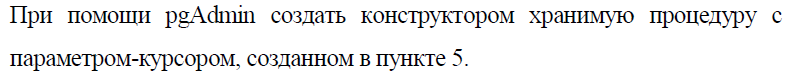 При помощи pgAdmin создать конструктором хранимую процедуру с
параметром-курсором, созданном в пункте 5.